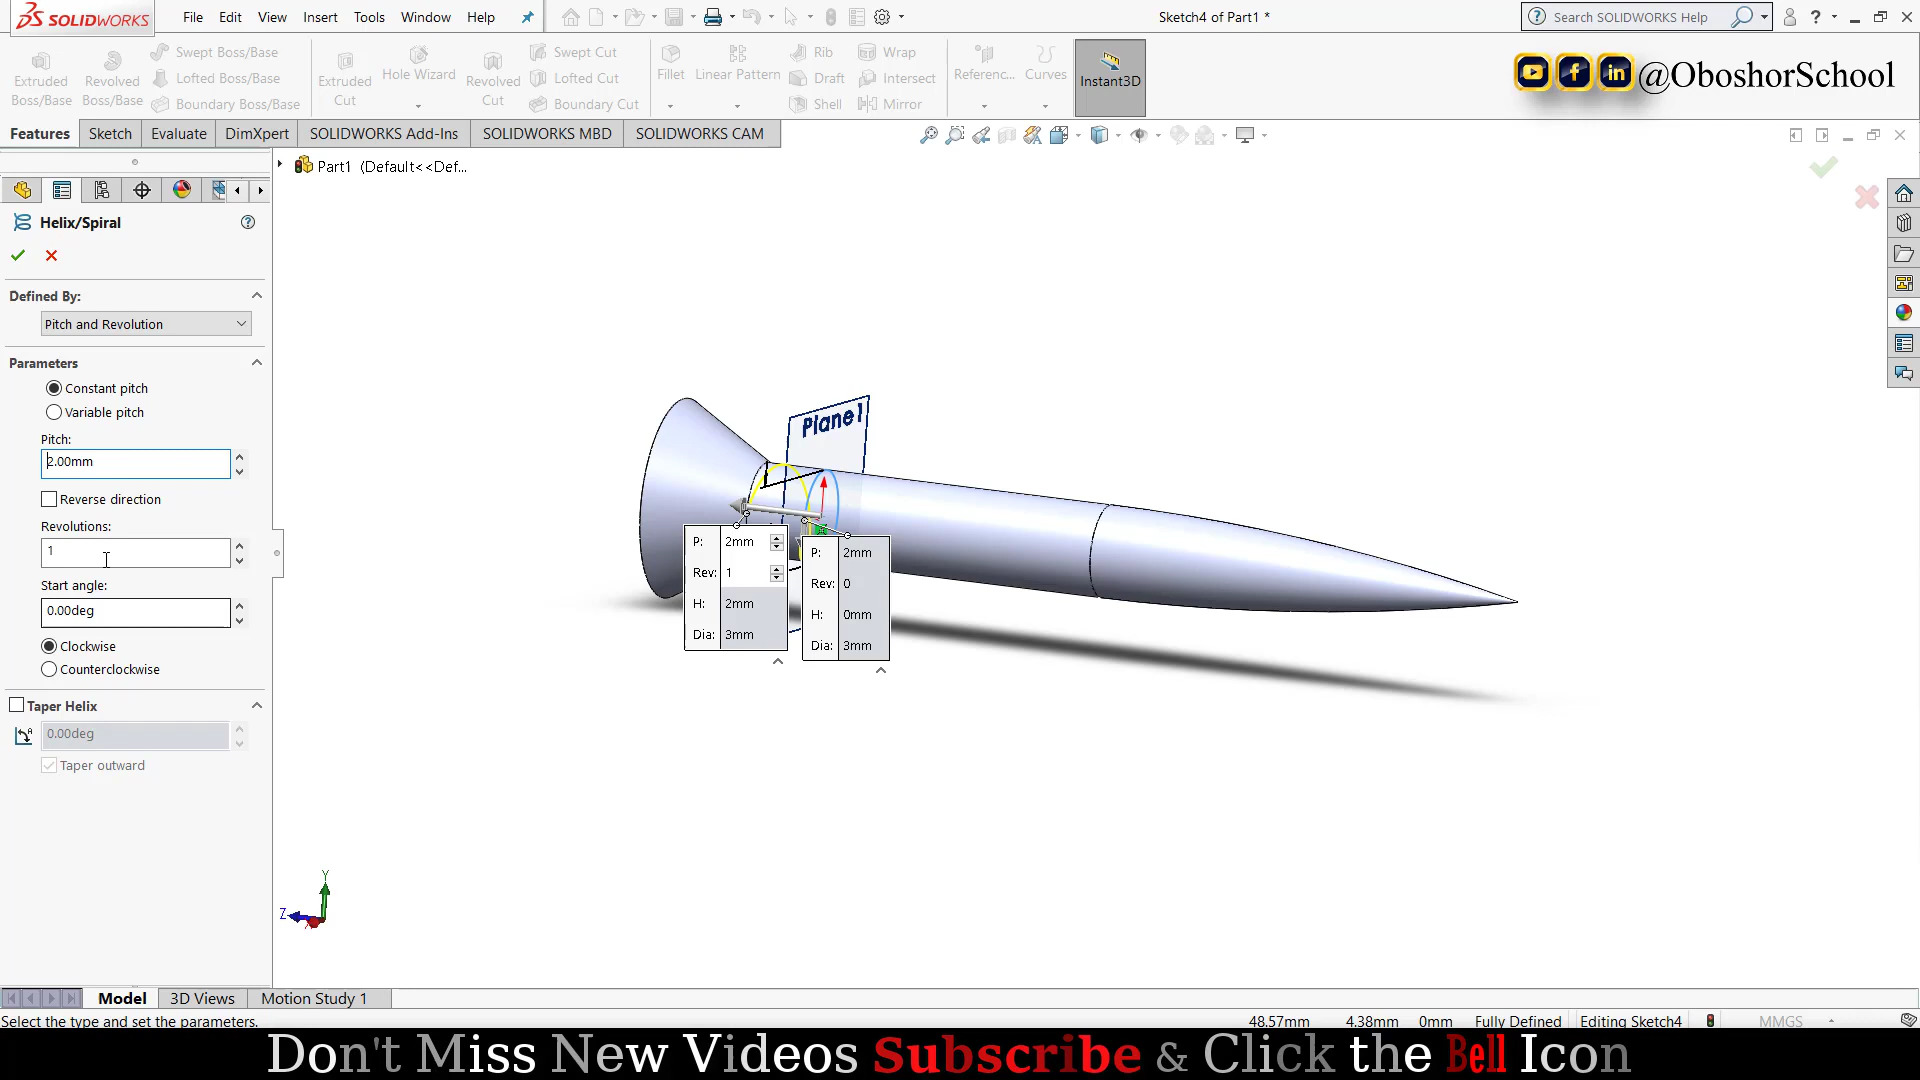 SOLIDWORKS File Edit View Insert Tools Window Help Sketch4 of Part1 * Search SOLIDWORKS Help
Extruded Boss/Base Revolved Boss/Base Swept Boss/Base Lofted Boss/Base Boundary Boss/Base Extruded Cut Hole Wizard Revolved Cut Swept Cut Lofted Cut Boundary Cut Fillet Linear Pattern Rib Draft Shell Wrap Intersect Mirror Referenc... Curves Instant3D
@OboshorSchool
Features Sketch Evaluate DimXpert SOLIDWORKS Add-Ins SOLIDWORKS MBD SOLIDWORKS CAM
Part1 (Default<<Def...
Helix/Spiral
Defined By:
Pitch and Revolution
Parameters
Constant pitch
Variable pitch
Pitch:
2.00mm
Reverse direction
Revolutions:
1
Start angle:
0.00deg
Clockwise
Counterclockwise
Taper Helix
0.00deg
Taper outward
Plane1
P: 2mm
Rev: 1
H: 2mm
Dia: 3mm
P: 2mm
Rev: 0
H: 0mm
Dia: 3mm
Y
Z
Model 3D Views Motion Study 1
Select the type and set the parameters. 48.57mm 4.38mm 0mm Fully Defined Editing Sketch4 MMGS
Don't Miss New Videos Subscribe & Click the Bell Icon